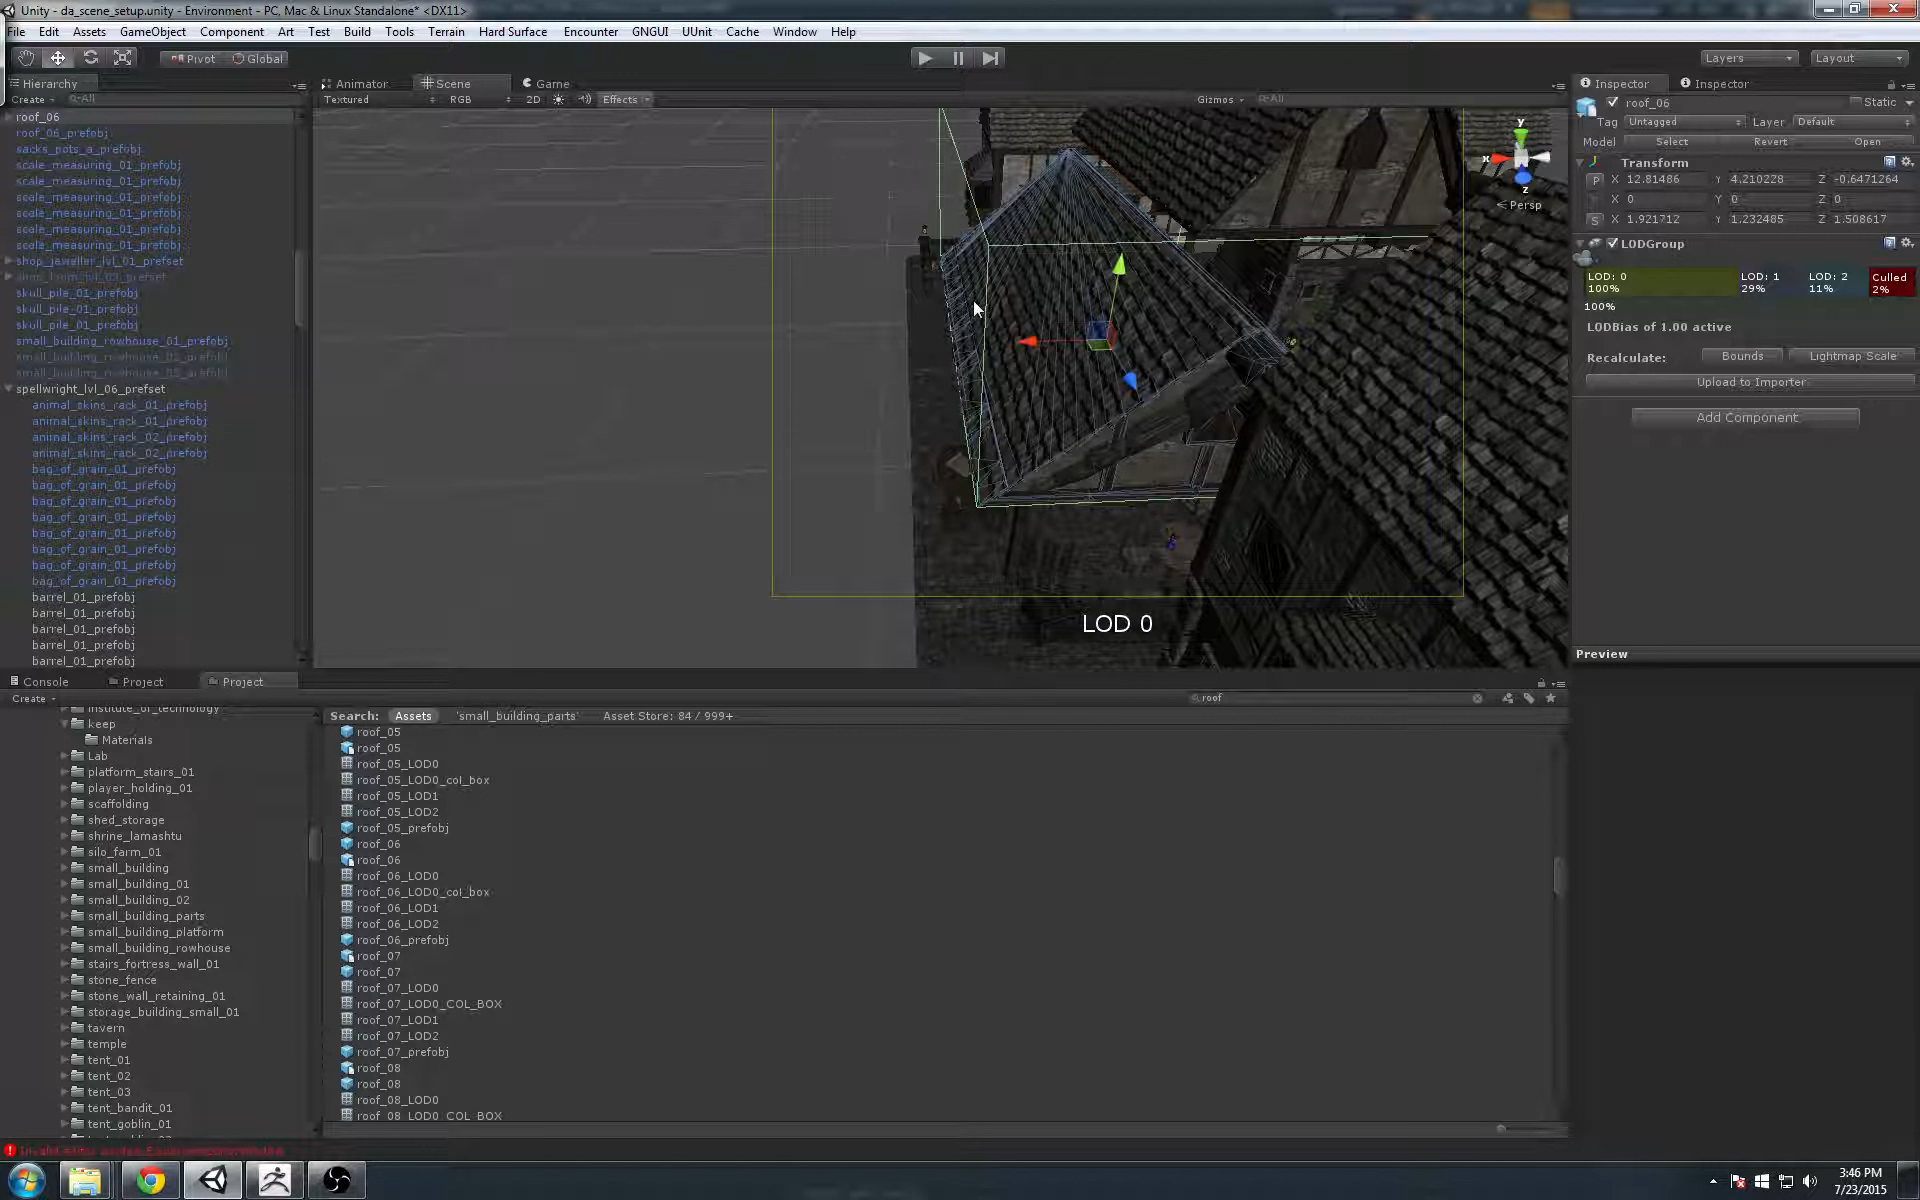 Unity - da_scene_setup.unity - Environment - PC, Mac & Linux Standalone* <DX11>
File Edit Assets GameObject Component Art Test Build Tools Terrain Hard Surface Encounter GNGUI UUnit Cache Window Help
Pivot Global Layers Layout
Hierarchy
Create All
roof_06
roof_06_prefobj
sacks_pots_a_prefobj
scale_measuring_01_prefobj
scale_measuring_01_prefobj
scale_measuring_01_prefobj
scale_measuring_01_prefobj
scale_measuring_01_prefobj
scale_measuring_01_prefobj
shop_jeweller_lvl_01_prefset
skull_pile_01_prefobj
skull_pile_01_prefobj
skull_pile_01_prefobj
small_building_rowhouse_01_prefobj
spellwright_lvl_06_prefset
animal_skins_rack_01_prefobj
animal_skins_rack_01_prefobj
animal_skins_rack_02_prefobj
animal_skins_rack_02_prefobj
bag_of_grain_01_prefobj
bag_of_grain_01_prefobj
bag_of_grain_01_prefobj
bag_of_grain_01_prefobj
bag_of_grain_01_prefobj
bag_of_grain_01_prefobj
bag_of_grain_01_prefobj
bag_of_grain_01_prefobj
barrel_01_prefobj
barrel_01_prefobj
barrel_01_prefobj
barrel_01_prefobj
barrel_01_prefobj
Animator Scene Game
Textured RGB 2D Effects Gizmos All
y
x
z
Persp
LOD 0
Inspector Inspector
roof_06 Static
Tag Untagged Layer Default
Model Select Revert Open
Transform
P X 12.81486 Y 4.210228 Z -0.6471264
X 0 Y 0 Z 0
S X 1.921712 Y 1.232485 Z 1.508617
LODGroup
LOD: 0 LOD: 1 LOD: 2 Culled
100% 29% 11% 2%
100%
LODBias of 1.00 active
Recalculate: Bounds Lightmap Scale
Upload to Importer
Add Component
Preview
Console Project Project
Create roof
institute_of_technology
keep
Materials
Lab
platform_stairs_01
player_holding_01
scaffolding
shed_storage
shrine_lamashtu
silo_farm_01
small_building
small_building_01
small_building_02
small_building_parts
small_building_platform
small_building_rowhouse
stairs_fortress_wall_01
stone_fence
stone_wall_retaining_01
storage_building_small_01
tavern
temple
tent_01
tent_02
tent_03
tent_bandit_01
tent_goblin_01
Search: Assets 'small_building_parts' Asset Store: 84 / 999+
roof_05
roof_05
roof_05_LOD0
roof_05_LOD0_col_box
roof_05_LOD1
roof_05_LOD2
roof_05_prefobj
roof_06
roof_06
roof_06_LOD0
roof_06_LOD0_col_box
roof_06_LOD1
roof_06_LOD2
roof_06_prefobj
roof_07
roof_07
roof_07_LOD0
roof_07_LOD0_COL_BOX
roof_07_LOD1
roof_07_LOD2
roof_07_prefobj
roof_08
roof_08
roof_08_LOD0
roof_08_LOD0_COL_BOX
3:46 PM
7/23/2015